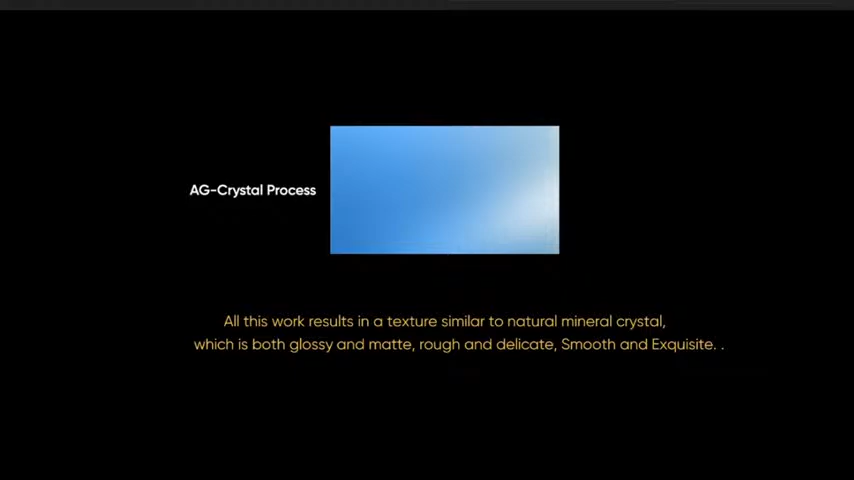 AG-Crystal Process
All this work results in a texture similar to natural mineral crystal,
which is both glossy and matte, rough and delicate, Smooth and Exquisite. .